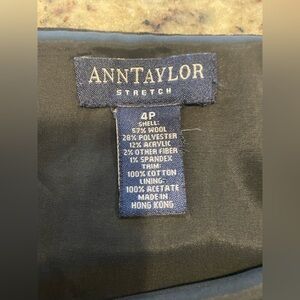 ANNTAYLOR
STRETCH
4P
SHELL:
57% WOOL
28% POLYESTER
12% ACRYLIC
2% OTHER FIBER
1% SPANDEX
TRIM:
100% COTTON
LINING:
100% ACETATE
MADE IN
HONG KONG